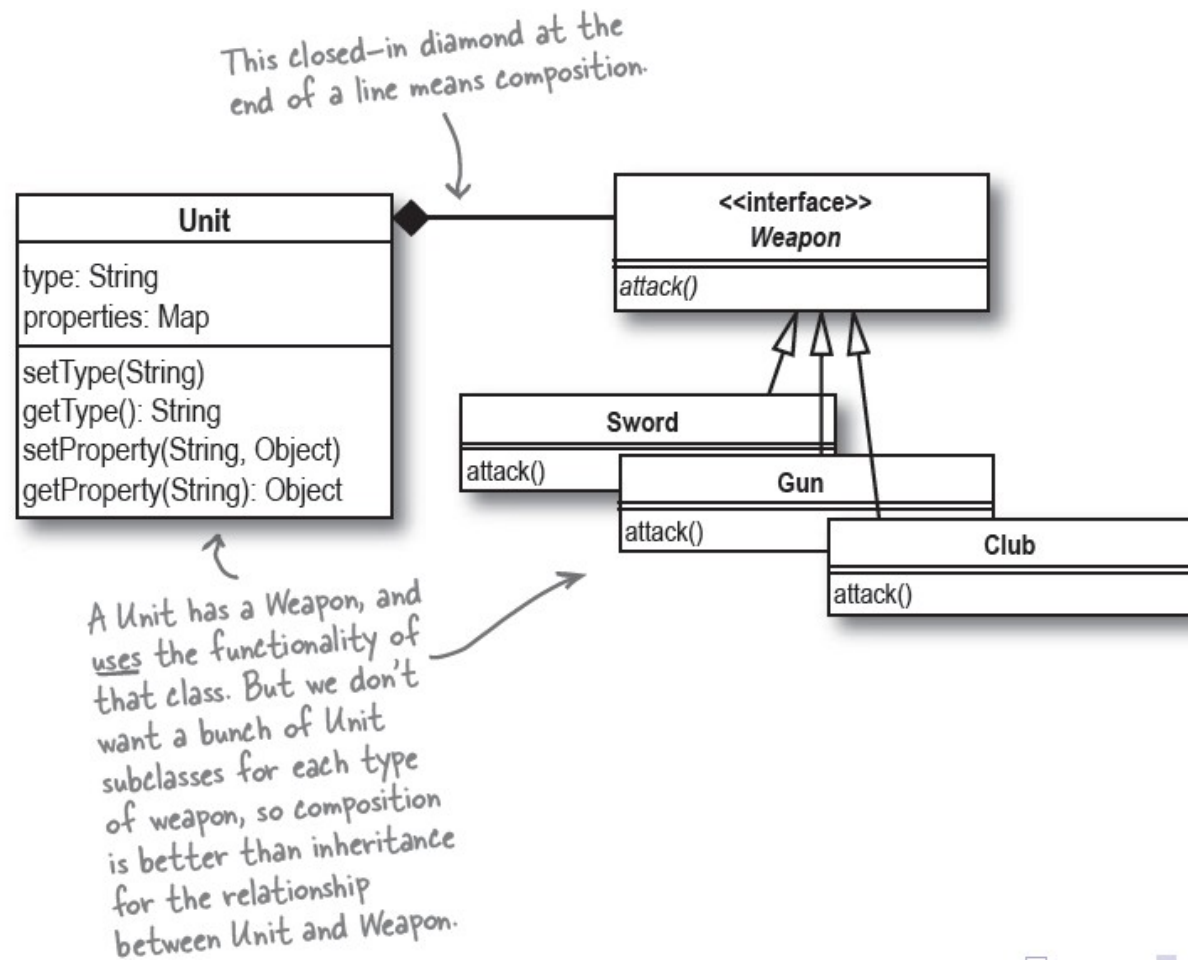 This closed-in diamond at the
end of a line means composition.
Unit
type: String
properties: Map
setType(String)
getType(): String
setProperty(String, Object)
getProperty(String): Object
<<interface>>
Weapon
attack()
Sword
attack()
Gun
attack()
Club
attack()
A Unit has a Weapon, and
uses the functionality of
that class. But we don't
want a bunch of Unit
subclasses for each type
of weapon, so composition
is better than inheritance
for the relationship
between Unit and Weapon.